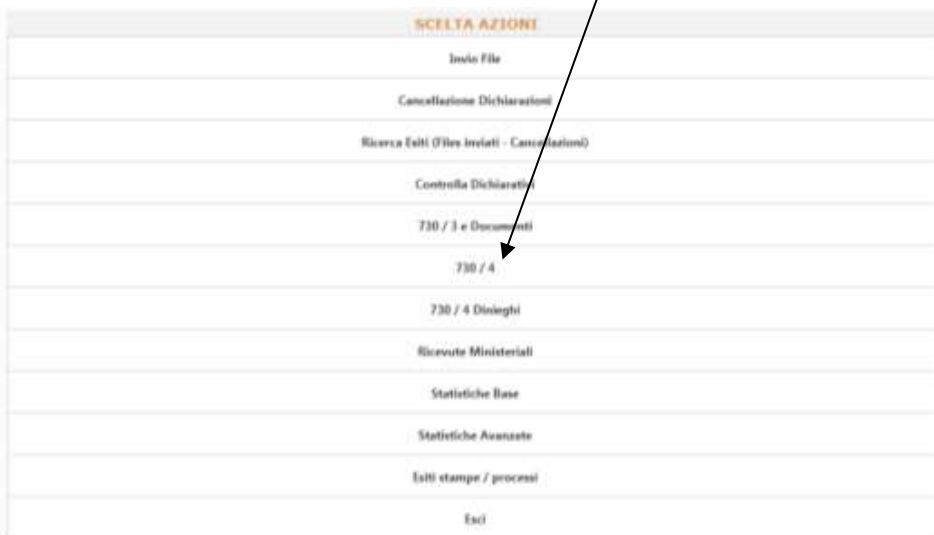 SCELTA AZIONI
Invio File
Cancellazione Dichiarazioni
Ricerca Esiti (Files inviati - Cancellazioni)
Controlla Dichiarativi
730 / 3 e Documenti
730 / 4
730 / 4 Dinieghi
Ricevute Ministeriali
Statistiche Base
Statistiche Avanzate
Esiti stampe / processi
Esci